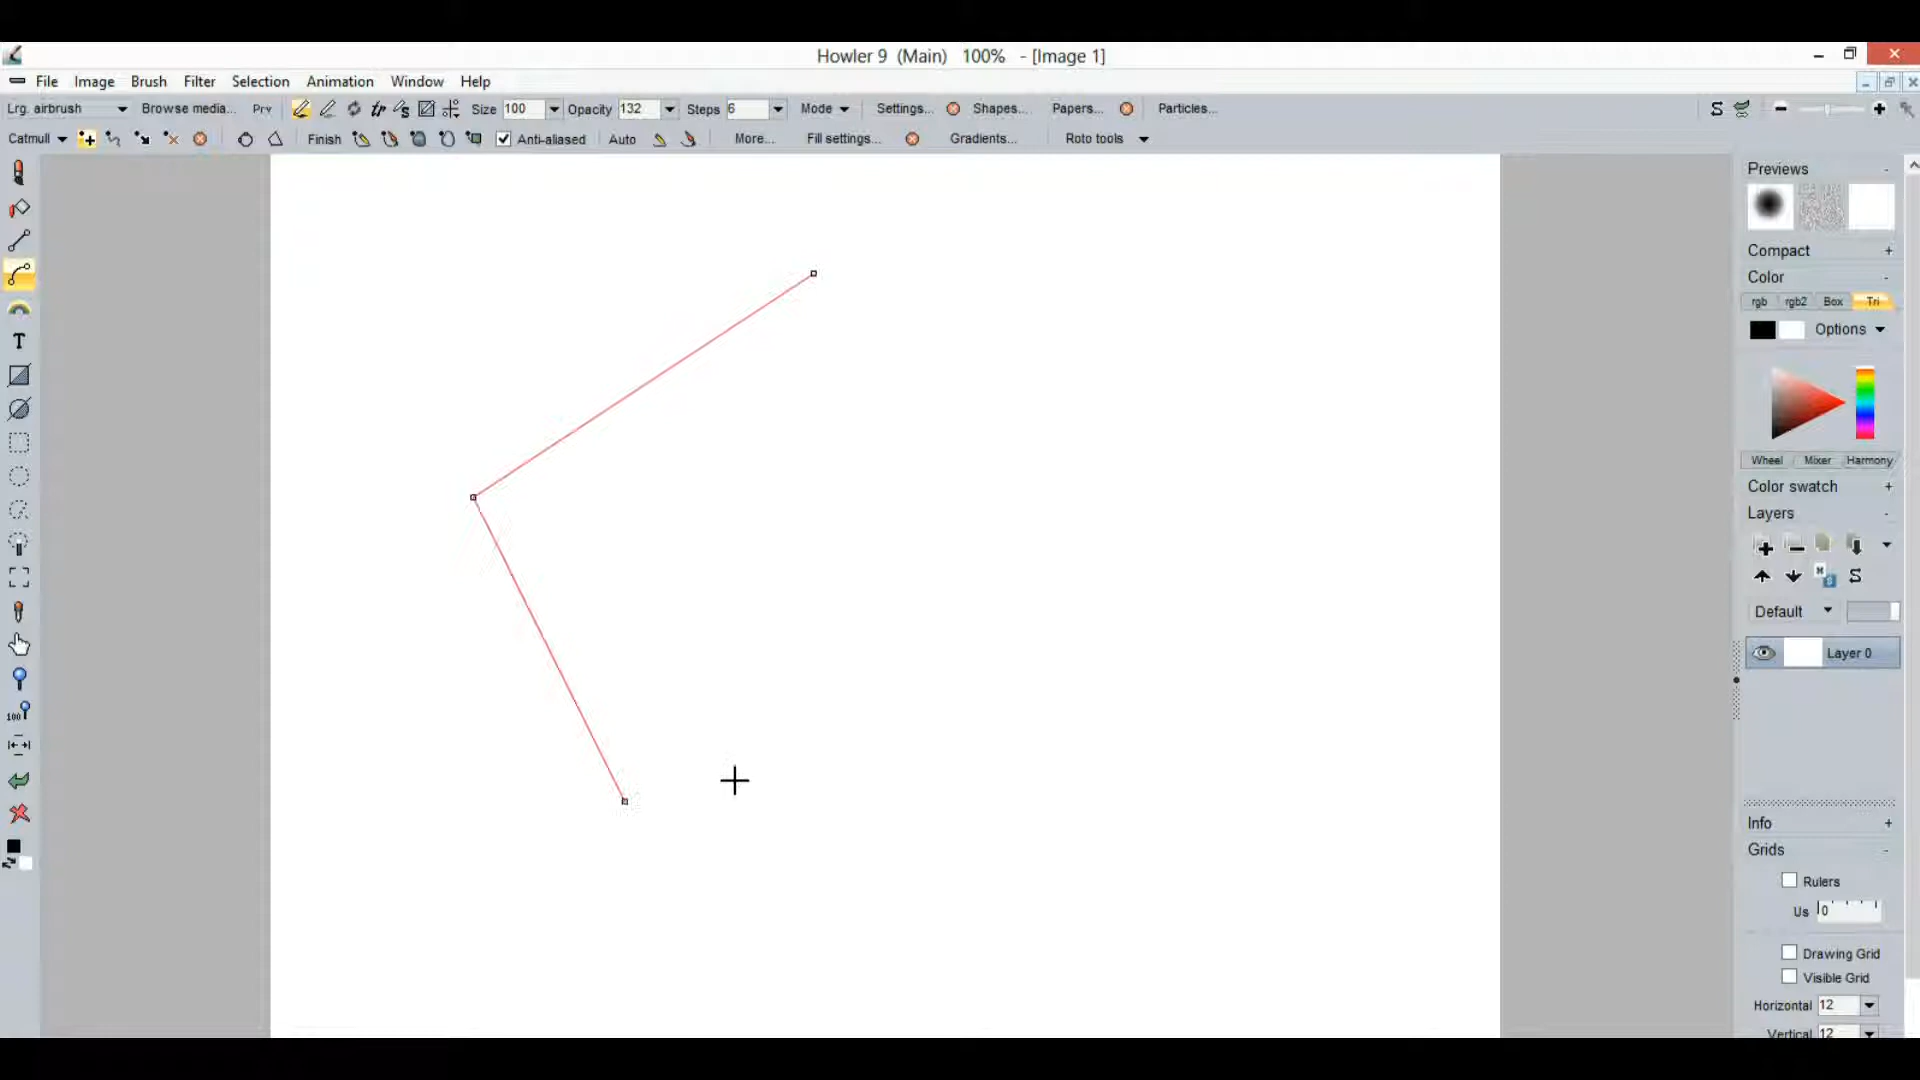 Howler 9 (Main) 100% - [Image 1]
File Image Brush Filter Selection Animation Window Help
Lrg. airbrush Browse media... Prv Size 100 Opacity 132 Steps 6 Mode Settings... Shapes... Papers... Particles...
Catmull Finish Anti-aliased Auto More... Fill settings... Gradients... Roto tools
Previews -
Compact +
Color -
rgb rgb2 Box Tri
Options
Wheel Mixer Harmony
Color swatch +
Layers -
Default
Layer 0
T
100
Info +
Grids -
Rulers
Us 0
Drawing Grid
Visible Grid
Horizontal 12
Vertical 12